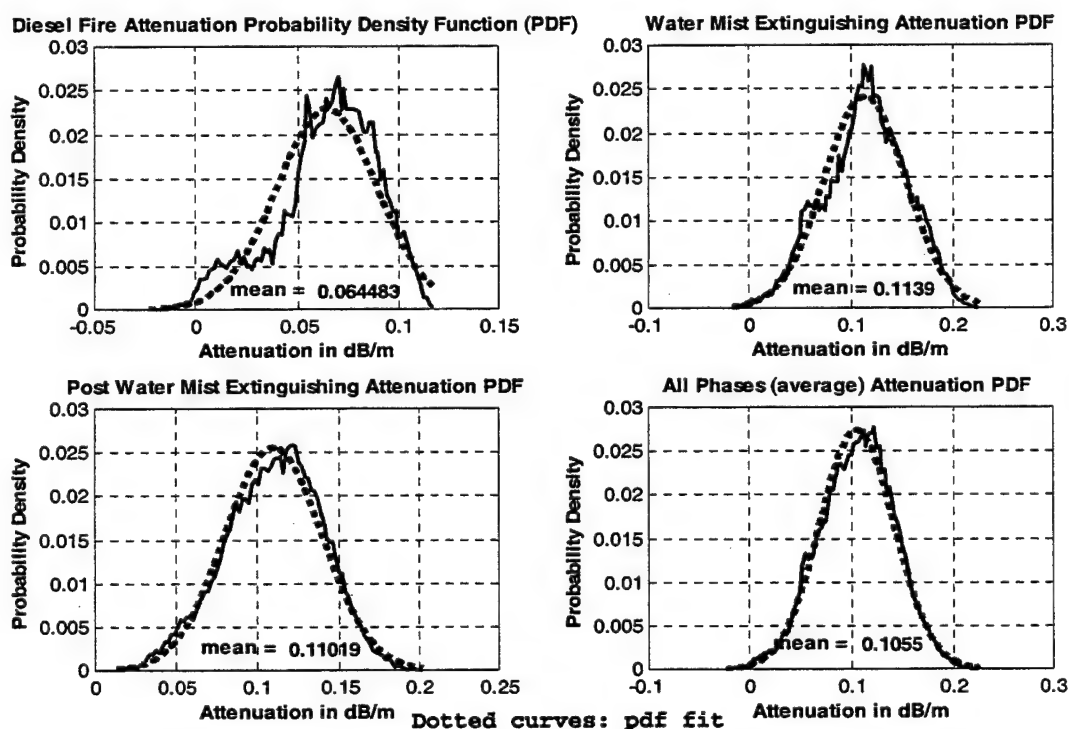 Diesel Fire Attenuation Probability Density Function (PDF)
0.03
0.025
0.02
0.015
0.01
0.005
0
Probability Density
mean = 0.064483
-0.05
0
0.05
0.1
0.15
Attenuation in dB/m
Water Mist Extinguishing Attenuation PDF
0.03
0.025
0.02
0.015
0.01
0.005
0
Probability Density
mean = 0.1139
-0.1
0
0.1
0.2
0.3
Attenuation in dB/m
Post Water Mist Extinguishing Attenuation PDF
0.03
0.025
0.02
0.015
0.01
0.005
0
Probability Density
mean = 0.11019
0
0.05
0.1
0.15
0.2
0.25
Attenuation in dB/m
All Phases (average) Attenuation PDF
0.03
0.025
0.02
0.015
0.01
0.005
0
Probability Density
mean = 0.1055
-0.1
0
0.1
0.2
0.3
Attenuation in dB/m
Dotted curves: pdf fit